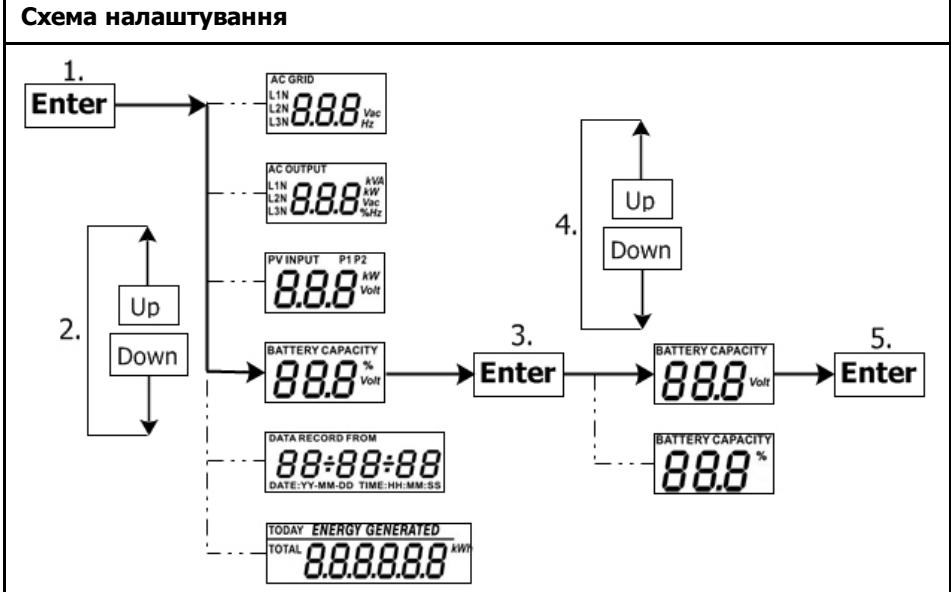 Схема налаштування
1.
Enter
AC GRID
L1N
L2N
L3N
8.8.8
Vac
Hz
AC OUTPUT
L1N
L2N
L3N
8.8.8
kVA
kW
Vac
%Hz
PV INPUT P1 P2
8.8.8
kW
Volt
2.
Up
Down
BATTERY CAPACITY
88.8
%
Volt
3.
Enter
4.
Up
Down
BATTERY CAPACITY
88.8
Volt
5.
Enter
BATTERY CAPACITY
88.8
%
DATA RECORD FROM
88÷88÷88
DATE:YY-MM-DD TIME:HH:MM:SS
TODAY ENERGY GENERATED
TOTAL 8.8.8.8.8.8 kWh